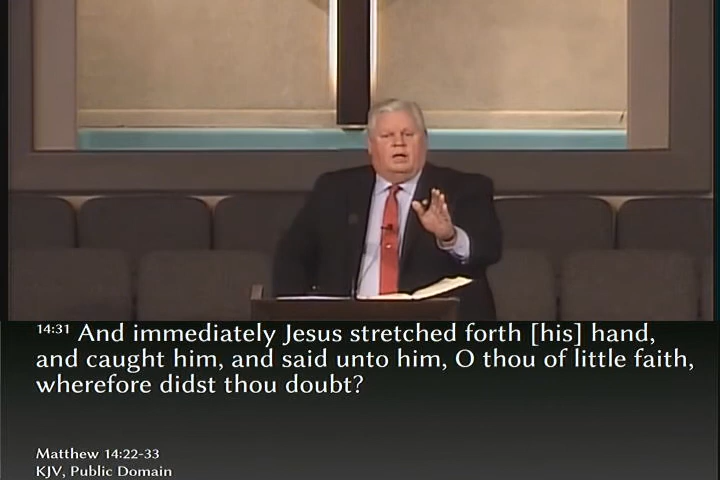 14:31 And immediately Jesus stretched forth [his] hand,
and caught him, and said unto him, O thou of little faith,
wherefore didst thou doubt?
Matthew 14:22-33
KJV, Public Domain